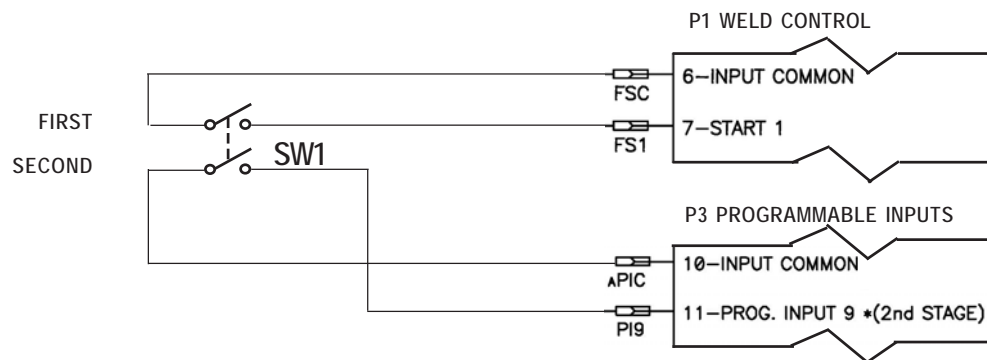 P1 WELD CONTROL
6-INPUT COMMON
FSC
FIRST
7-START 1
FS1
SECOND
SW1
P3 PROGRAMMABLE INPUTS
10-INPUT COMMON
APIC
11-PROG. INPUT 9 *(2nd STAGE)
PI9